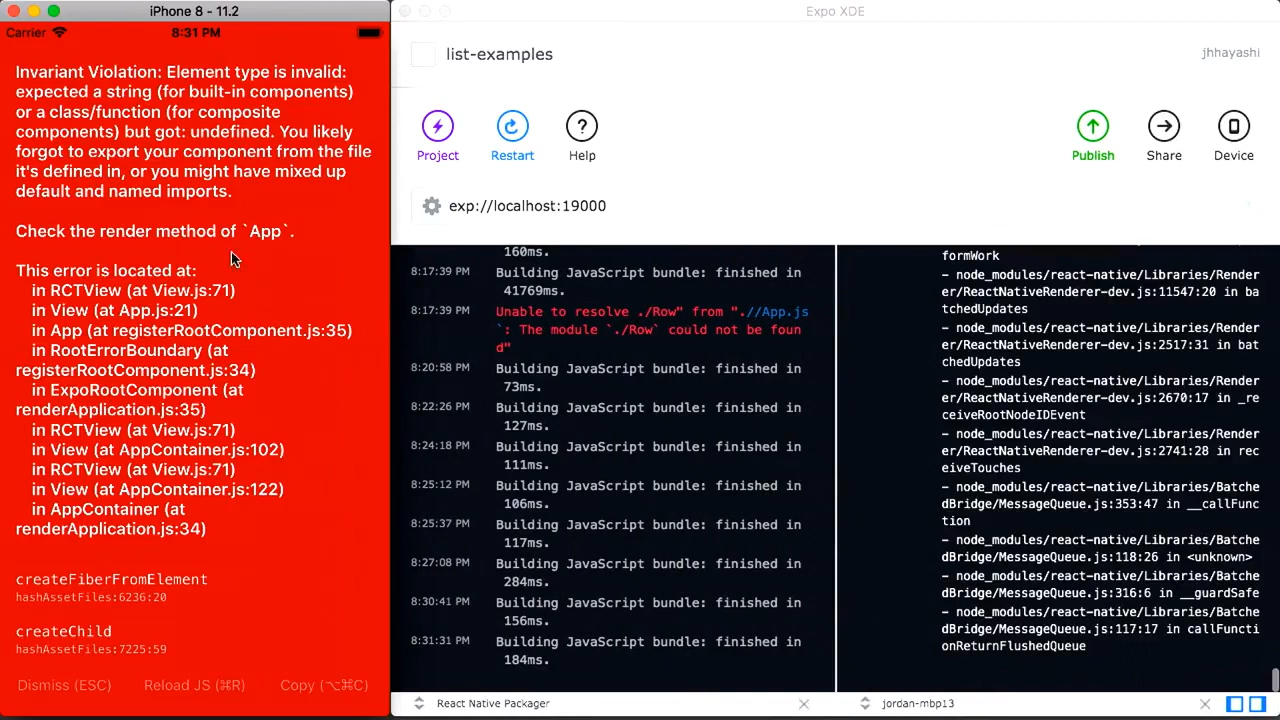 iPhone 8 - 11.2
Carrier
8:31 PM
Invariant Violation: Element type is invalid:
expected a string (for built-in components)
or a class/function (for composite
components) but got: undefined. You likely
forgot to export your component from the file
it's defined in, or you might have mixed up
default and named imports.
Check the render method of `App`.
This error is located at:
in RCTView (at View.js:71)
in View (at App.js:21)
in App (at registerRootComponent.js:35)
in RootErrorBoundary (at
registerRootComponent.js:34)
in ExpoRootComponent (at
renderApplication.js:35)
in RCTView (at View.js:71)
in View (at AppContainer.js:102)
in RCTView (at View.js:71)
in View (at AppContainer.js:122)
in AppContainer (at
renderApplication.js:34)
createFiberFromElement
hashAssetFiles:6236:20
createChild
hashAssetFiles:7225:59
Dismiss (ESC) Reload JS (⌘R) Copy (⌥⌘C)
Expo XDE
list-examples
jhhayashi
Project Restart Help Publish Share Device
exp://localhost:19000
160ms.
8:17:39 PM Building JavaScript bundle: finished in
41769ms.
8:17:39 PM Unable to resolve ./Row" from ".//App.js
`: The module `./Row` could not be foun
d"
8:20:58 PM Building JavaScript bundle: finished in
73ms.
8:22:26 PM Building JavaScript bundle: finished in
127ms.
8:24:18 PM Building JavaScript bundle: finished in
111ms.
8:25:12 PM Building JavaScript bundle: finished in
106ms.
8:25:37 PM Building JavaScript bundle: finished in
117ms.
8:27:08 PM Building JavaScript bundle: finished in
284ms.
8:30:41 PM Building JavaScript bundle: finished in
156ms.
8:31:31 PM Building JavaScript bundle: finished in
184ms.
React Native Packager
formWork
- node_modules/react-native/Libraries/Render
er/ReactNativeRenderer-dev.js:11547:20 in ba
tchedUpdates
- node_modules/react-native/Libraries/Render
er/ReactNativeRenderer-dev.js:2517:31 in bat
chedUpdates
- node_modules/react-native/Libraries/Render
er/ReactNativeRenderer-dev.js:2670:17 in _re
ceiveRootNodeIDEvent
- node_modules/react-native/Libraries/Render
er/ReactNativeRenderer-dev.js:2741:28 in rec
eiveTouches
- node_modules/react-native/Libraries/Batche
dBridge/MessageQueue.js:353:47 in __callFunc
tion
- node_modules/react-native/Libraries/Batche
dBridge/MessageQueue.js:118:26 in <unknown>
- node_modules/react-native/Libraries/Batche
dBridge/MessageQueue.js:316:6 in __guardSafe
- node_modules/react-native/Libraries/Batche
dBridge/MessageQueue.js:117:17 in callFuncti
onReturnFlushedQueue
jordan-mbp13